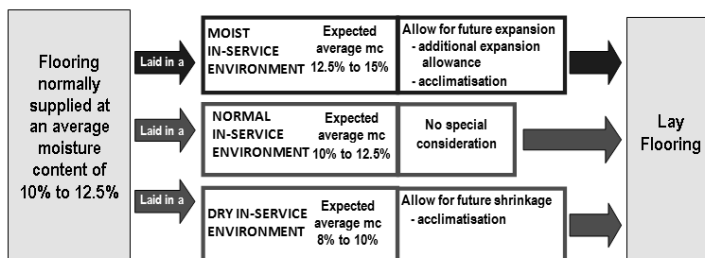 Flooring
normally
supplied at
an average
moisture
content of
10% to 12.5%
Laid in a
MOIST
IN-SERVICE
ENVIRONMENT
Expected
average mc
12.5% to 15%
Allow for future expansion
- additional expansion
allowance
- acclimatisation
Laid in a
NORMAL
IN-SERVICE
ENVIRONMENT
Expected
average mc
10% to 12.5%
No special
consideration
Laid in a
DRY IN-SERVICE
ENVIRONMENT
Expected
average mc
8% to 10%
Allow for future shrinkage
- acclimatisation
Lay
Flooring